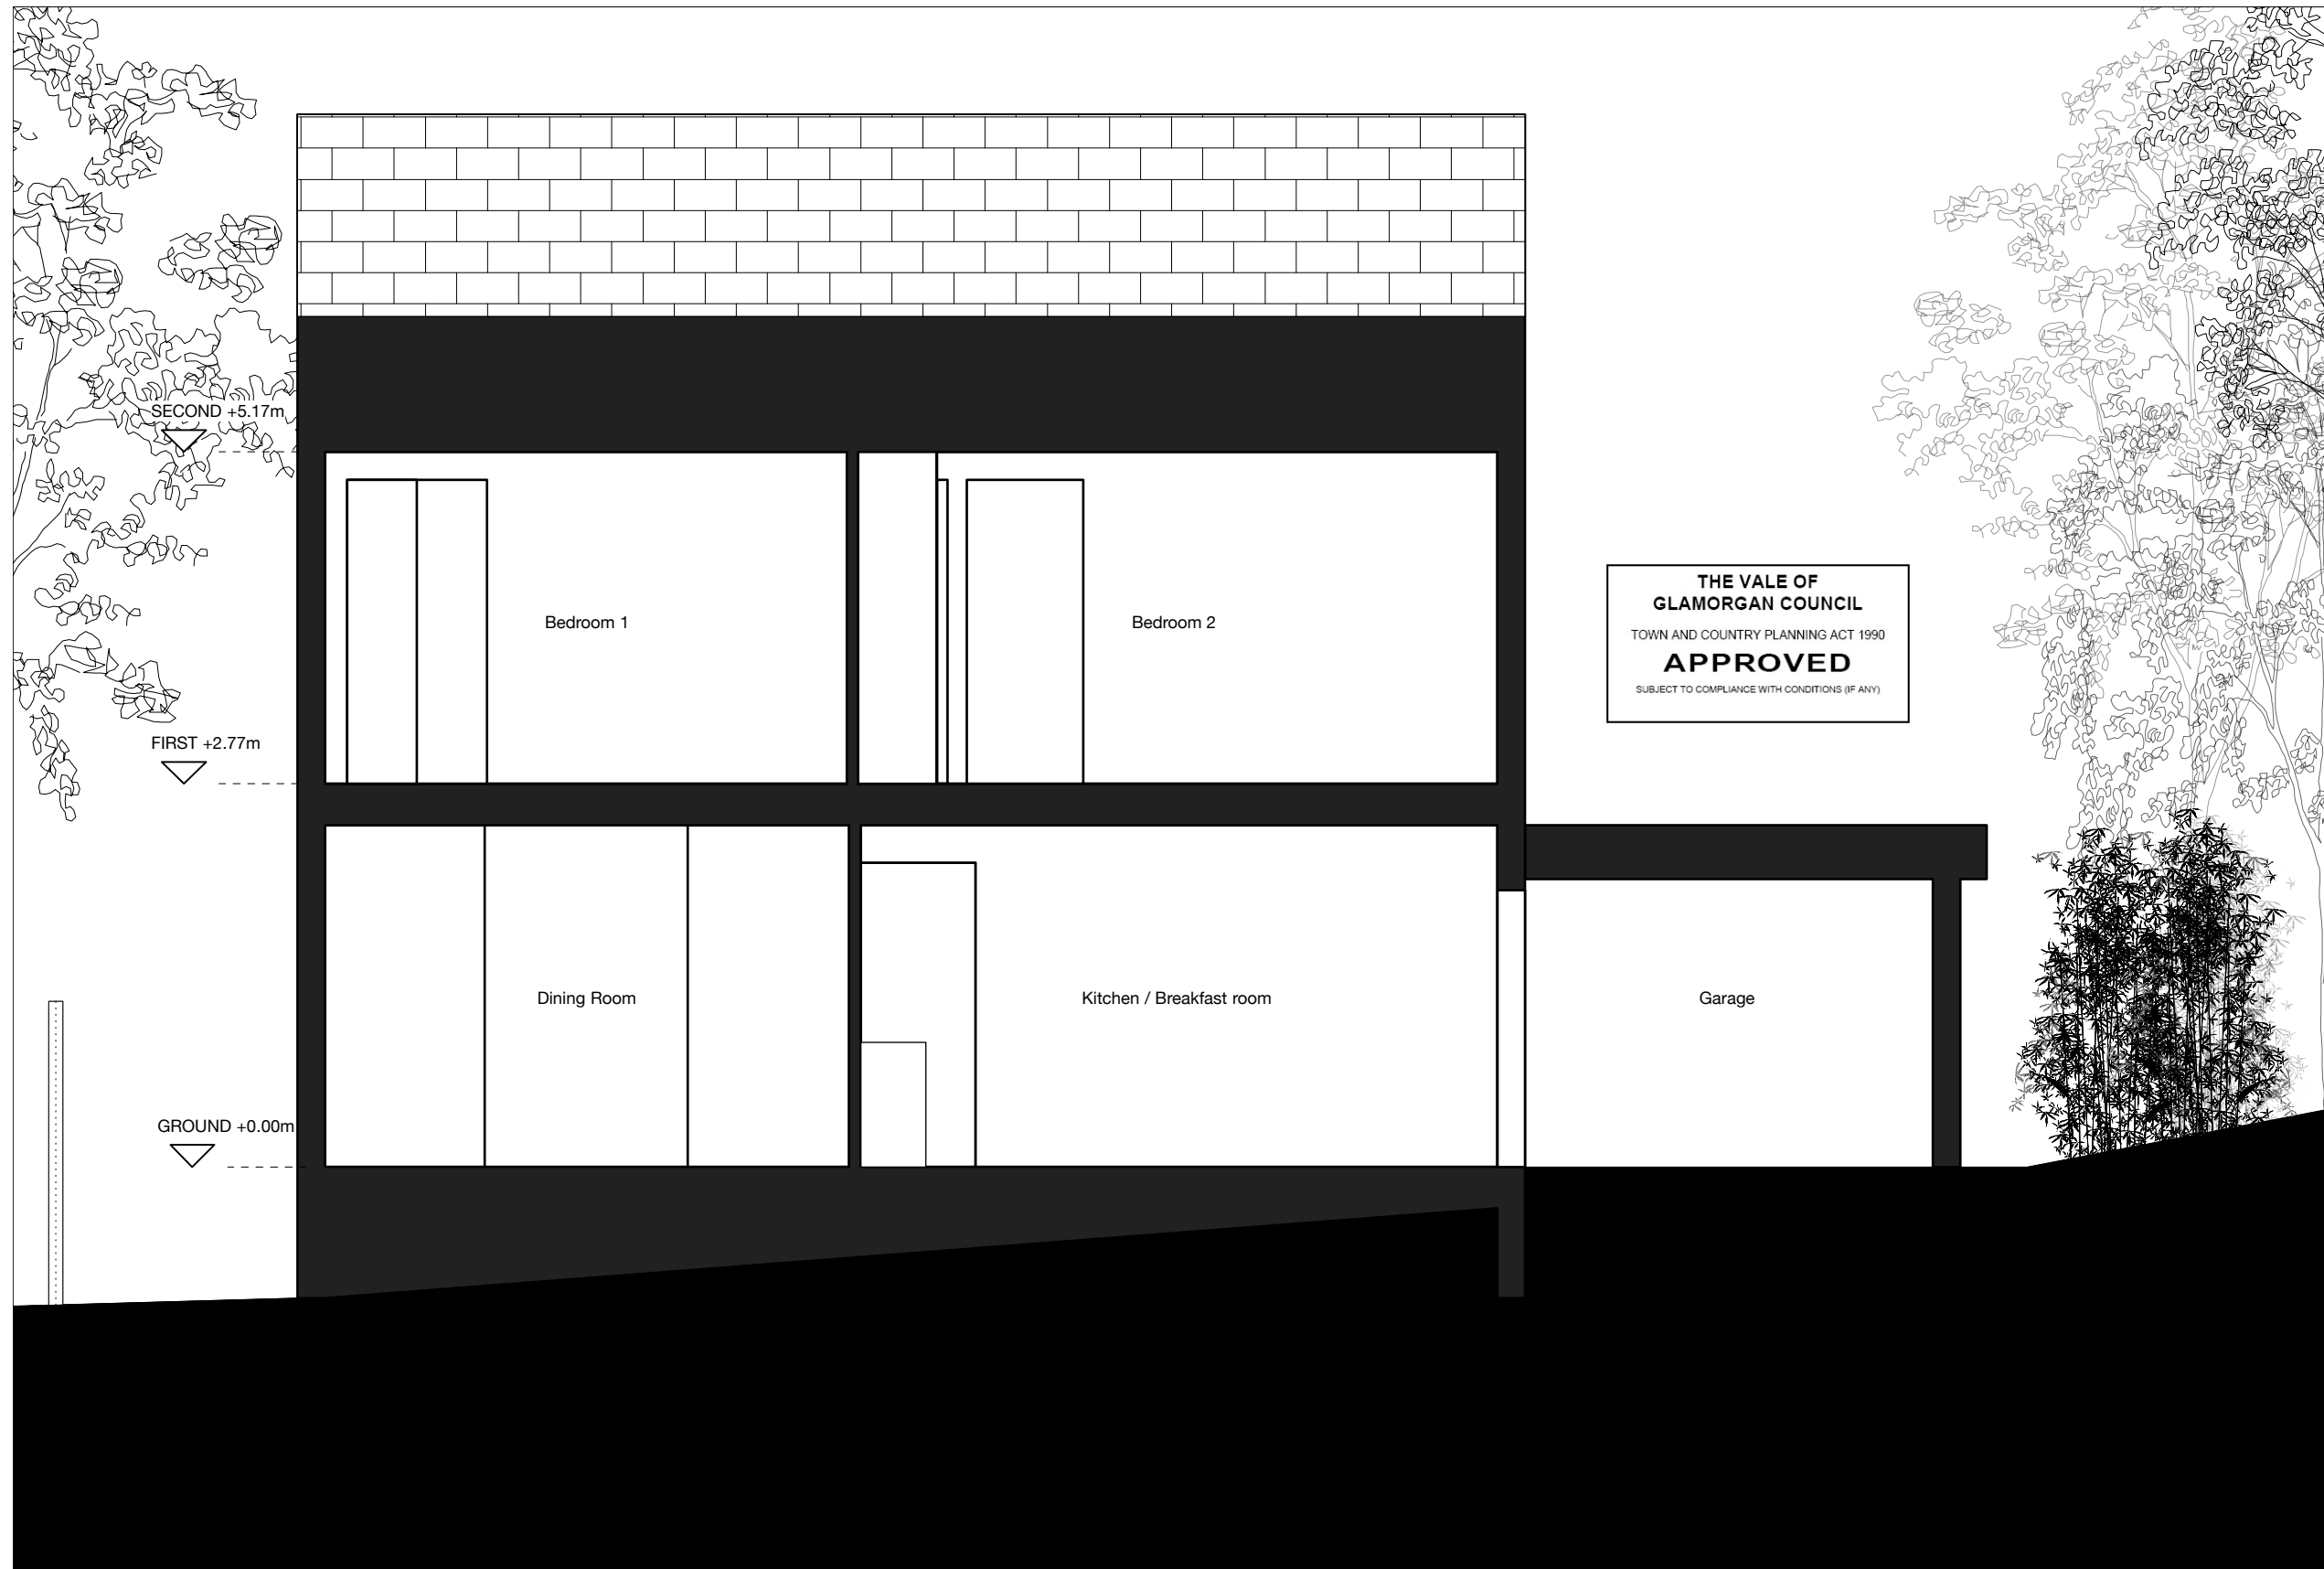 SECOND +5.17m
Bedroom 1
Bedroom 2
THE VALE OF
GLAMORGAN COUNCIL
TOWN AND COUNTRY PLANNING ACT 1990
APPROVED
SUBJECT TO COMPLIANCE WITH CONDITIONS (IF ANY)
FIRST +2.77m
Dining Room
Kitchen / Breakfast room
Garage
GROUND +0.00m